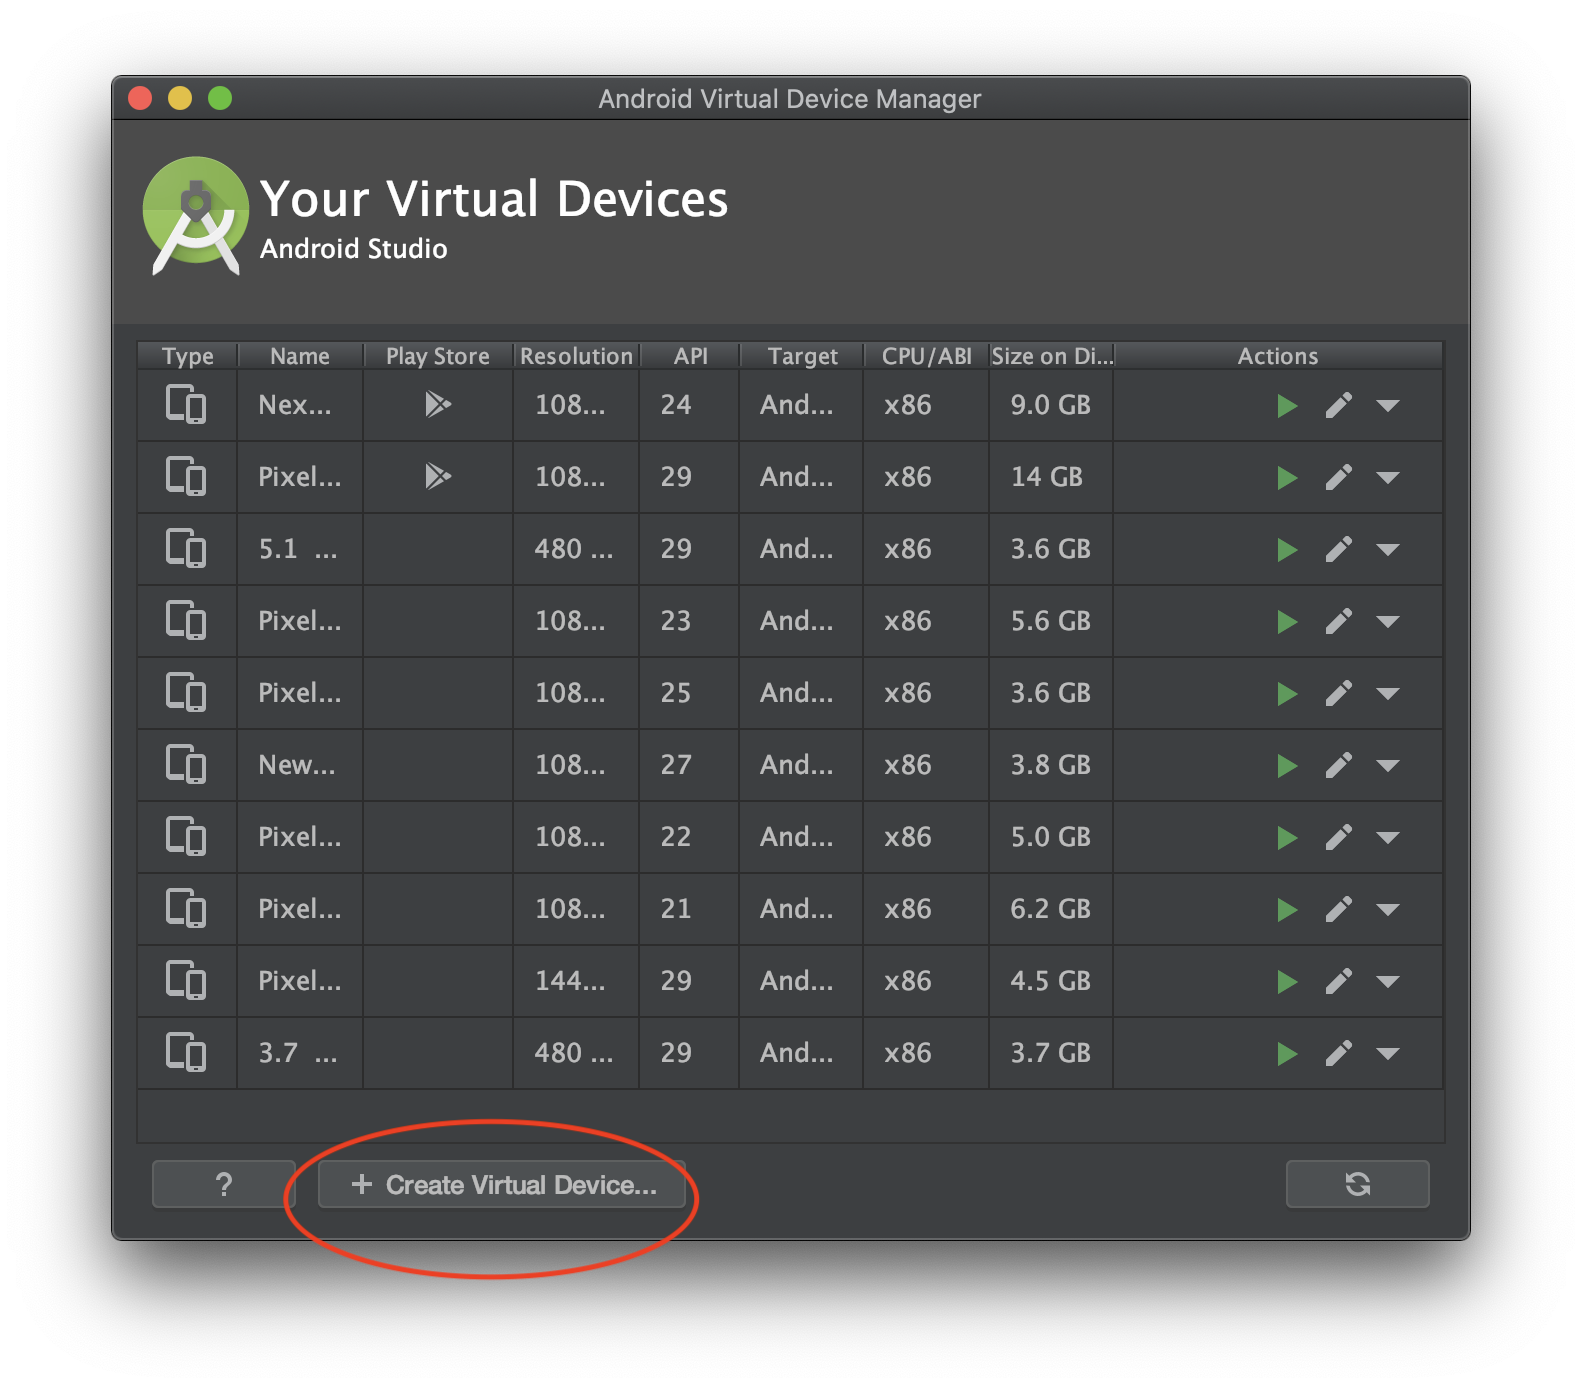 Android Virtual Device Manager
Your Virtual Devices
Android Studio
Type Name Play Store Resolution API Target CPU/ABI Size on Di... Actions
Nex... 108... 24 And... x86 9.0 GB
Pixel... 108... 29 And... x86 14 GB
5.1 ... 480 ... 29 And... x86 3.6 GB
Pixel... 108... 23 And... x86 5.6 GB
Pixel... 108... 25 And... x86 3.6 GB
New... 108... 27 And... x86 3.8 GB
Pixel... 108... 22 And... x86 5.0 GB
Pixel... 108... 21 And... x86 6.2 GB
Pixel... 144... 29 And... x86 4.5 GB
3.7 ... 480 ... 29 And... x86 3.7 GB
? + Create Virtual Device...